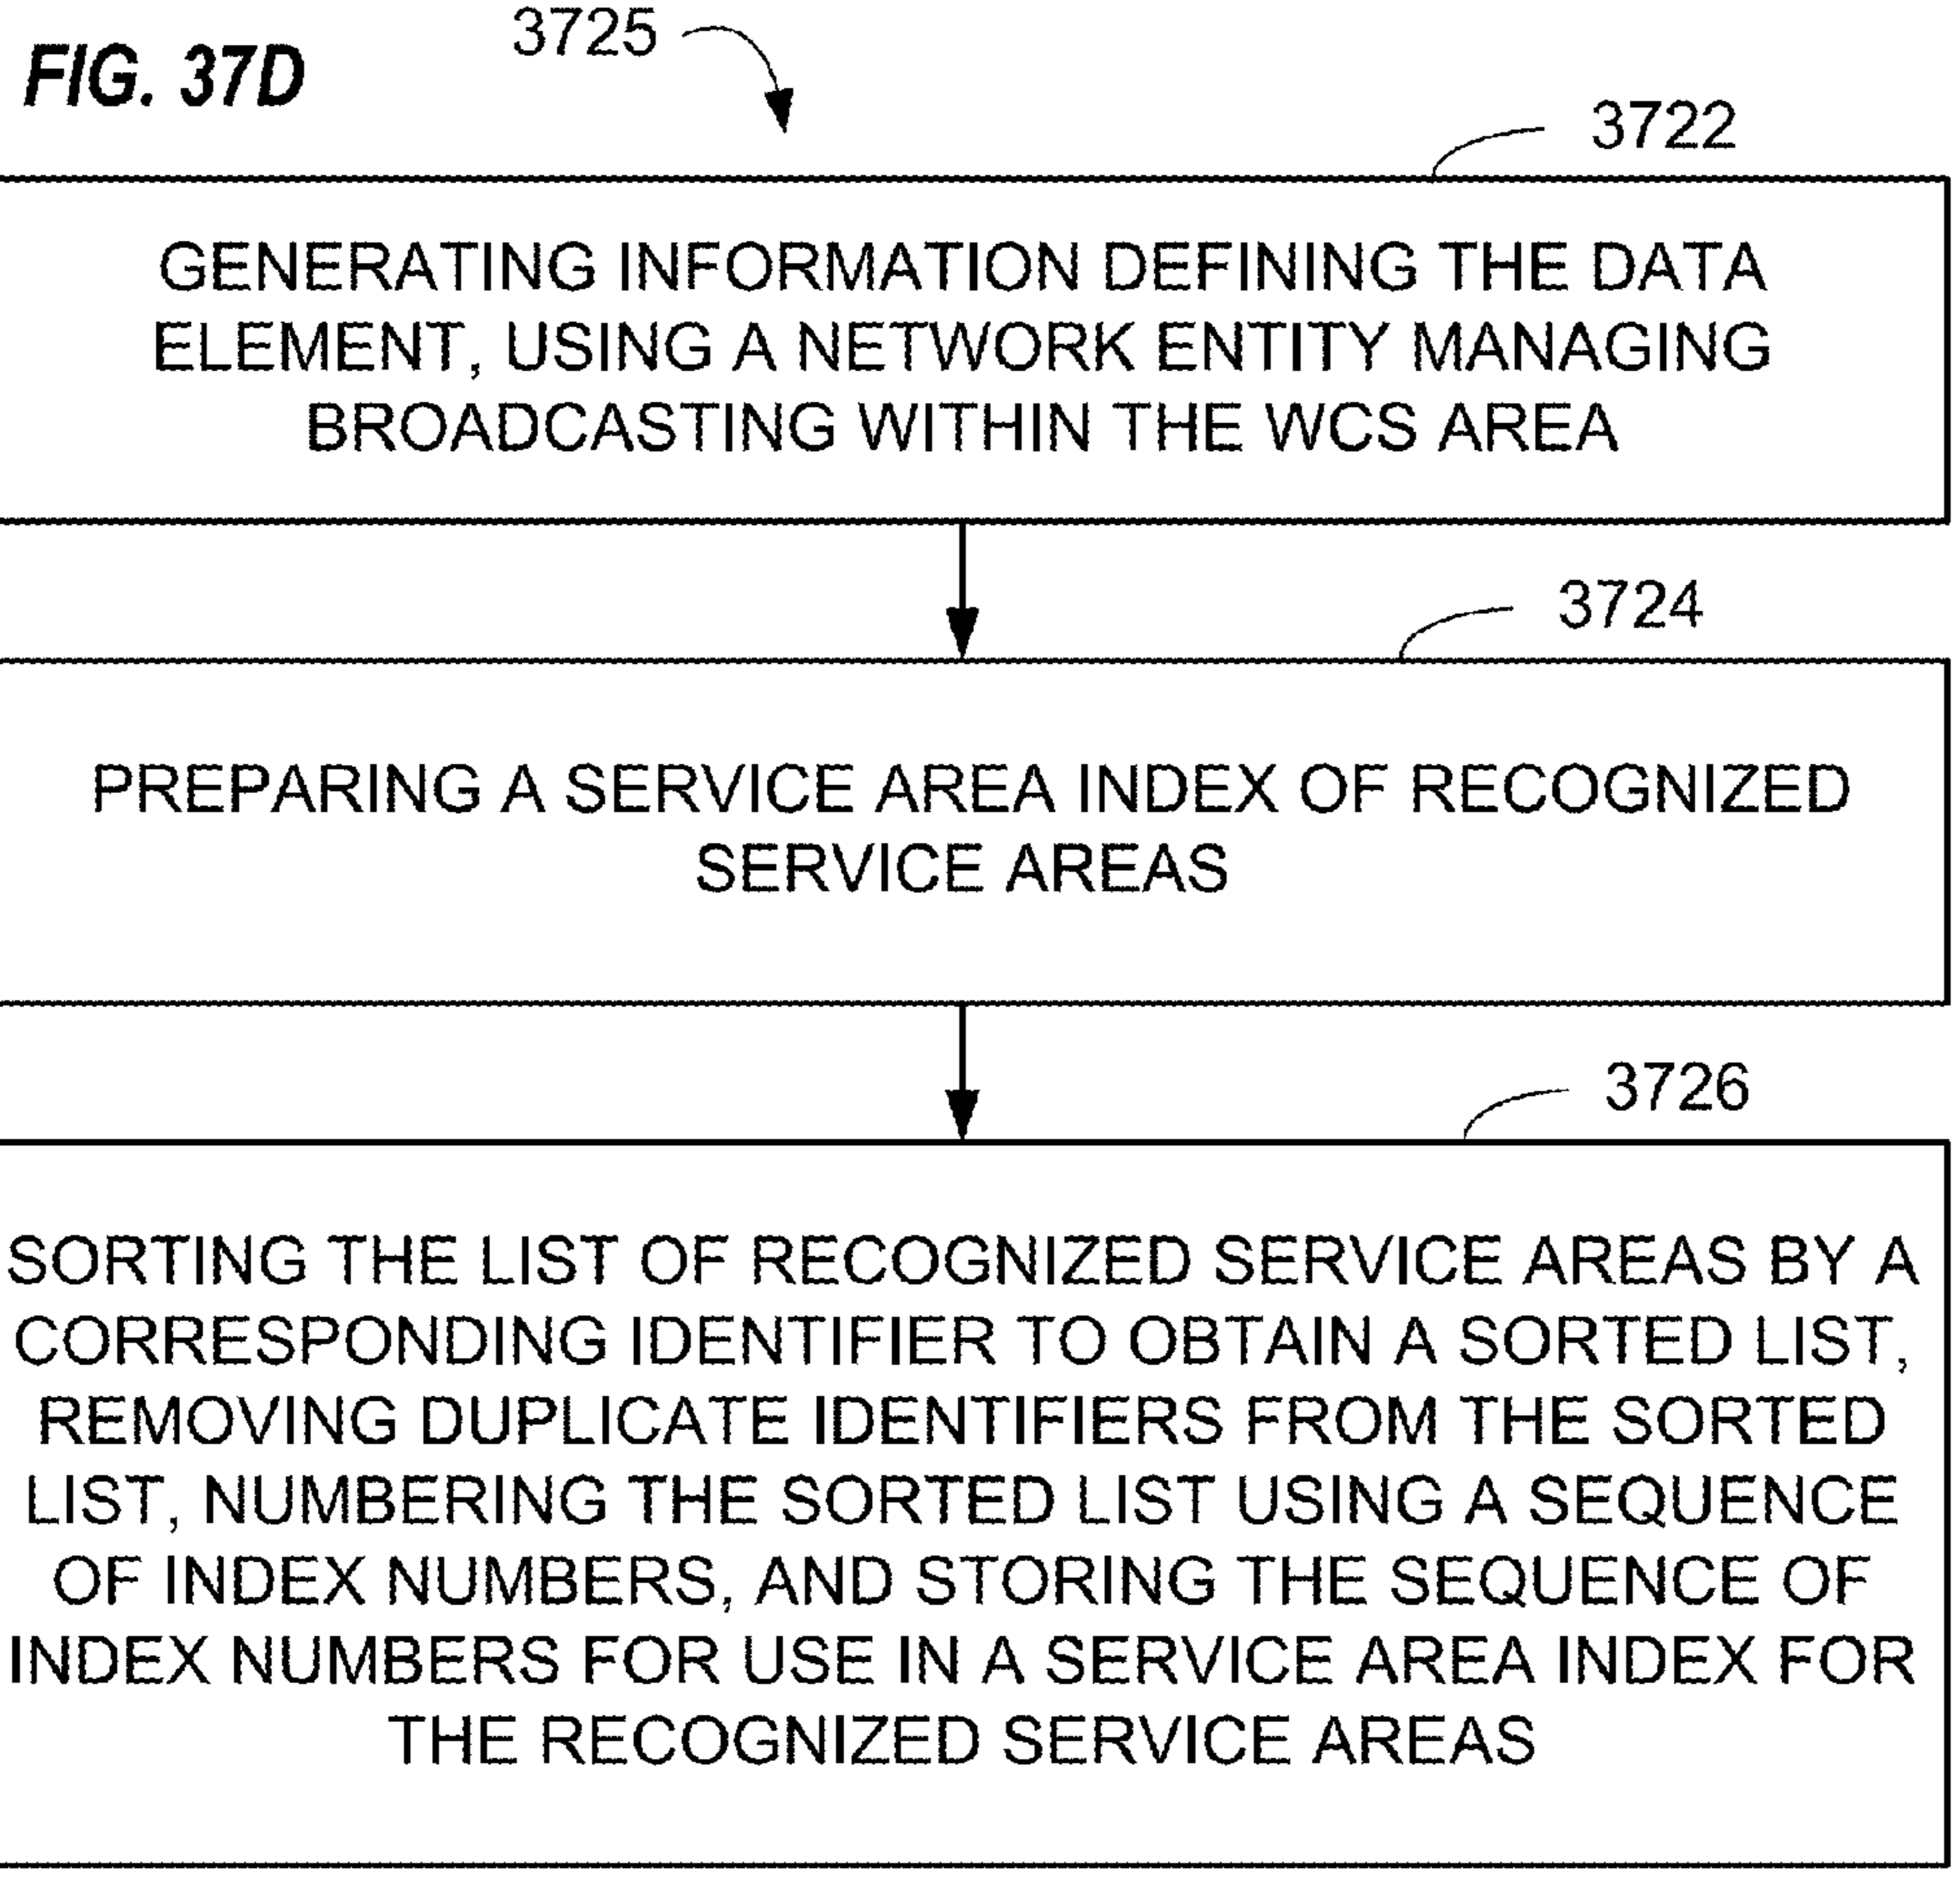 FIG. 37D
3725
3722
GENERATING INFORMATION DEFINING THE DATA
ELEMENT, USING A NETWORK ENTITY MANAGING
BROADCASTING WITHIN THE WCS AREA
3724
PREPARING A SERVICE AREA INDEX OF RECOGNIZED
SERVICE AREAS
3726
SORTING THE LIST OF RECOGNIZED SERVICE AREAS BY A
CORRESPONDING IDENTIFIER TO OBTAIN A SORTED LIST,
REMOVING DUPLICATE IDENTIFIERS FROM THE SORTED
LIST, NUMBERING THE SORTED LIST USING A SEQUENCE
OF INDEX NUMBERS, AND STORING THE SEQUENCE OF
INDEX NUMBERS FOR USE IN A SERVICE AREA INDEX FOR
THE RECOGNIZED SERVICE AREAS